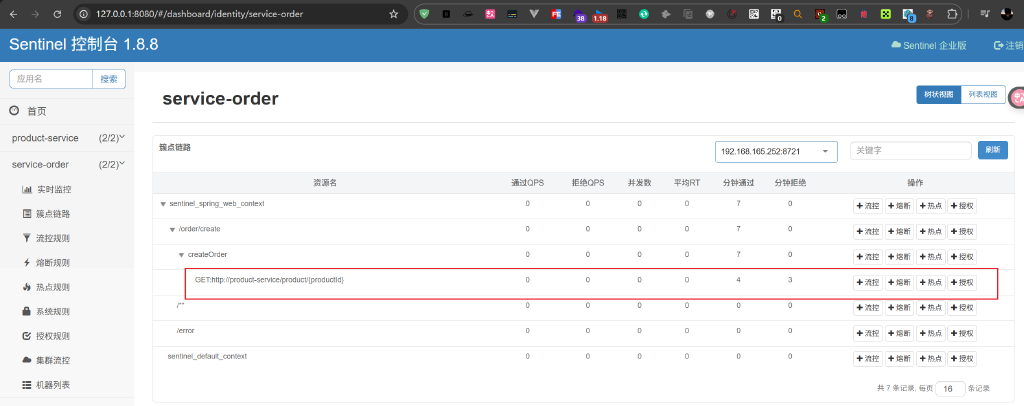 127.0.0.1:8080/#/dashboard/identity/service-order
38
1.18
0
2
8
Sentinel 控制台 1.8.8
Sentinel 企业版
注销
应用名
搜索
首页
product-service (2/2)
service-order (2/2)
实时监控
簇点链路
流控规则
熔断规则
热点规则
系统规则
授权规则
集群流控
机器列表
service-order
树状视图 列表视图
簇点链路
192.168.165.252:8721
关键字
刷新
资源名 通过QPS 拒绝QPS 并发数 平均RT 分钟通过 分钟拒绝 操作
sentinel_spring_web_context 0 0 0 0 7 0 流控 熔断 热点 授权
/order/create 0 0 0 0 7 0 流控 熔断 热点 授权
createOrder 0 0 0 0 7 0 流控 熔断 热点 授权
GET:http://product-service/product/{productId} 0 0 0 0 4 3 流控 熔断 热点 授权
/** 0 0 0 0 0 0 流控 熔断 热点 授权
/error 0 0 0 0 0 0 流控 熔断 热点 授权
sentinel_default_context 0 0 0 0 0 0 流控 熔断 热点 授权
共 7 条记录, 每页 16 条记录